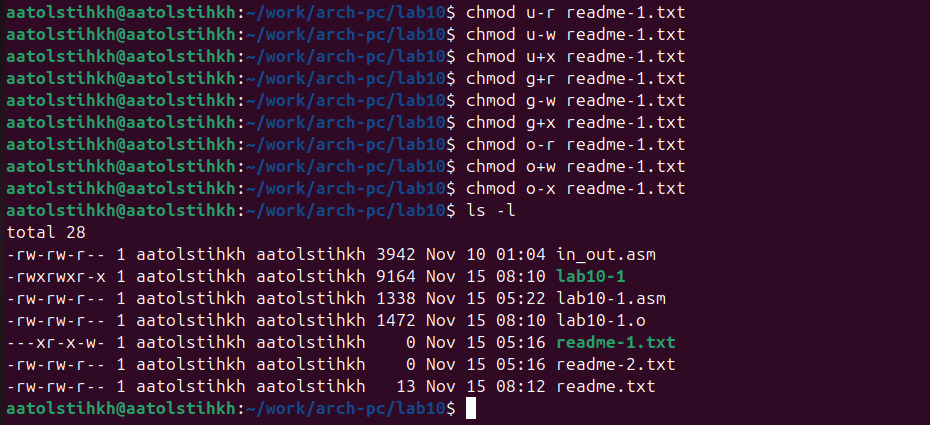 aatolstihkh@aatolstihkh:~/work/arch-pc/lab10$ chmod u-r readme-1.txt
aatolstihkh@aatolstihkh:~/work/arch-pc/lab10$ chmod u-w readme-1.txt
aatolstihkh@aatolstihkh:~/work/arch-pc/lab10$ chmod u+x readme-1.txt
aatolstihkh@aatolstihkh:~/work/arch-pc/lab10$ chmod g+r readme-1.txt
aatolstihkh@aatolstihkh:~/work/arch-pc/lab10$ chmod g-w readme-1.txt
aatolstihkh@aatolstihkh:~/work/arch-pc/lab10$ chmod g+x readme-1.txt
aatolstihkh@aatolstihkh:~/work/arch-pc/lab10$ chmod o-r readme-1.txt
aatolstihkh@aatolstihkh:~/work/arch-pc/lab10$ chmod o+w readme-1.txt
aatolstihkh@aatolstihkh:~/work/arch-pc/lab10$ chmod o-x readme-1.txt
aatolstihkh@aatolstihkh:~/work/arch-pc/lab10$ ls -l
total 28
-rw-rw-r-- 1 aatolstihkh aatolstihkh 3942 Nov 10 01:04 in_out.asm
-rwxrwxr-x 1 aatolstihkh aatolstihkh 9164 Nov 15 08:10 lab10-1
-rw-rw-r-- 1 aatolstihkh aatolstihkh 1338 Nov 15 05:22 lab10-1.asm
-rw-rw-r-- 1 aatolstihkh aatolstihkh 1472 Nov 15 08:10 lab10-1.o
---xr-x-w- 1 aatolstihkh aatolstihkh    0 Nov 15 05:16 readme-1.txt
-rw-rw-r-- 1 aatolstihkh aatolstihkh    0 Nov 15 05:16 readme-2.txt
-rw-rw-r-- 1 aatolstihkh aatolstihkh   13 Nov 15 08:12 readme.txt
aatolstihkh@aatolstihkh:~/work/arch-pc/lab10$